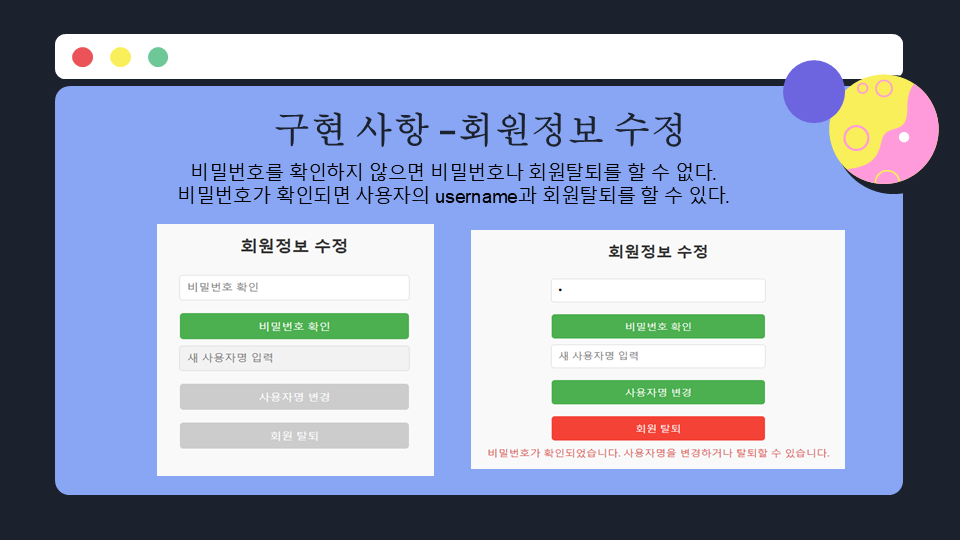 구현 사항 –회원정보 수정
비밀번호를 확인하지 않으면 비밀번호나 회원탈퇴를 할 수 없다.
비밀번호가 확인되면 사용자의 username과 회원탈퇴를 할 수 있다.
회원정보 수정
비밀번호 확인
비밀번호 확인
새 사용자명 입력
사용자명 변경
회원 탈퇴
회원정보 수정
•
비밀번호 확인
새 사용자명 입력
사용자명 변경
회원 탈퇴
비밀번호가 확인되었습니다. 사용자명을 변경하거나 탈퇴할 수 있습니다.